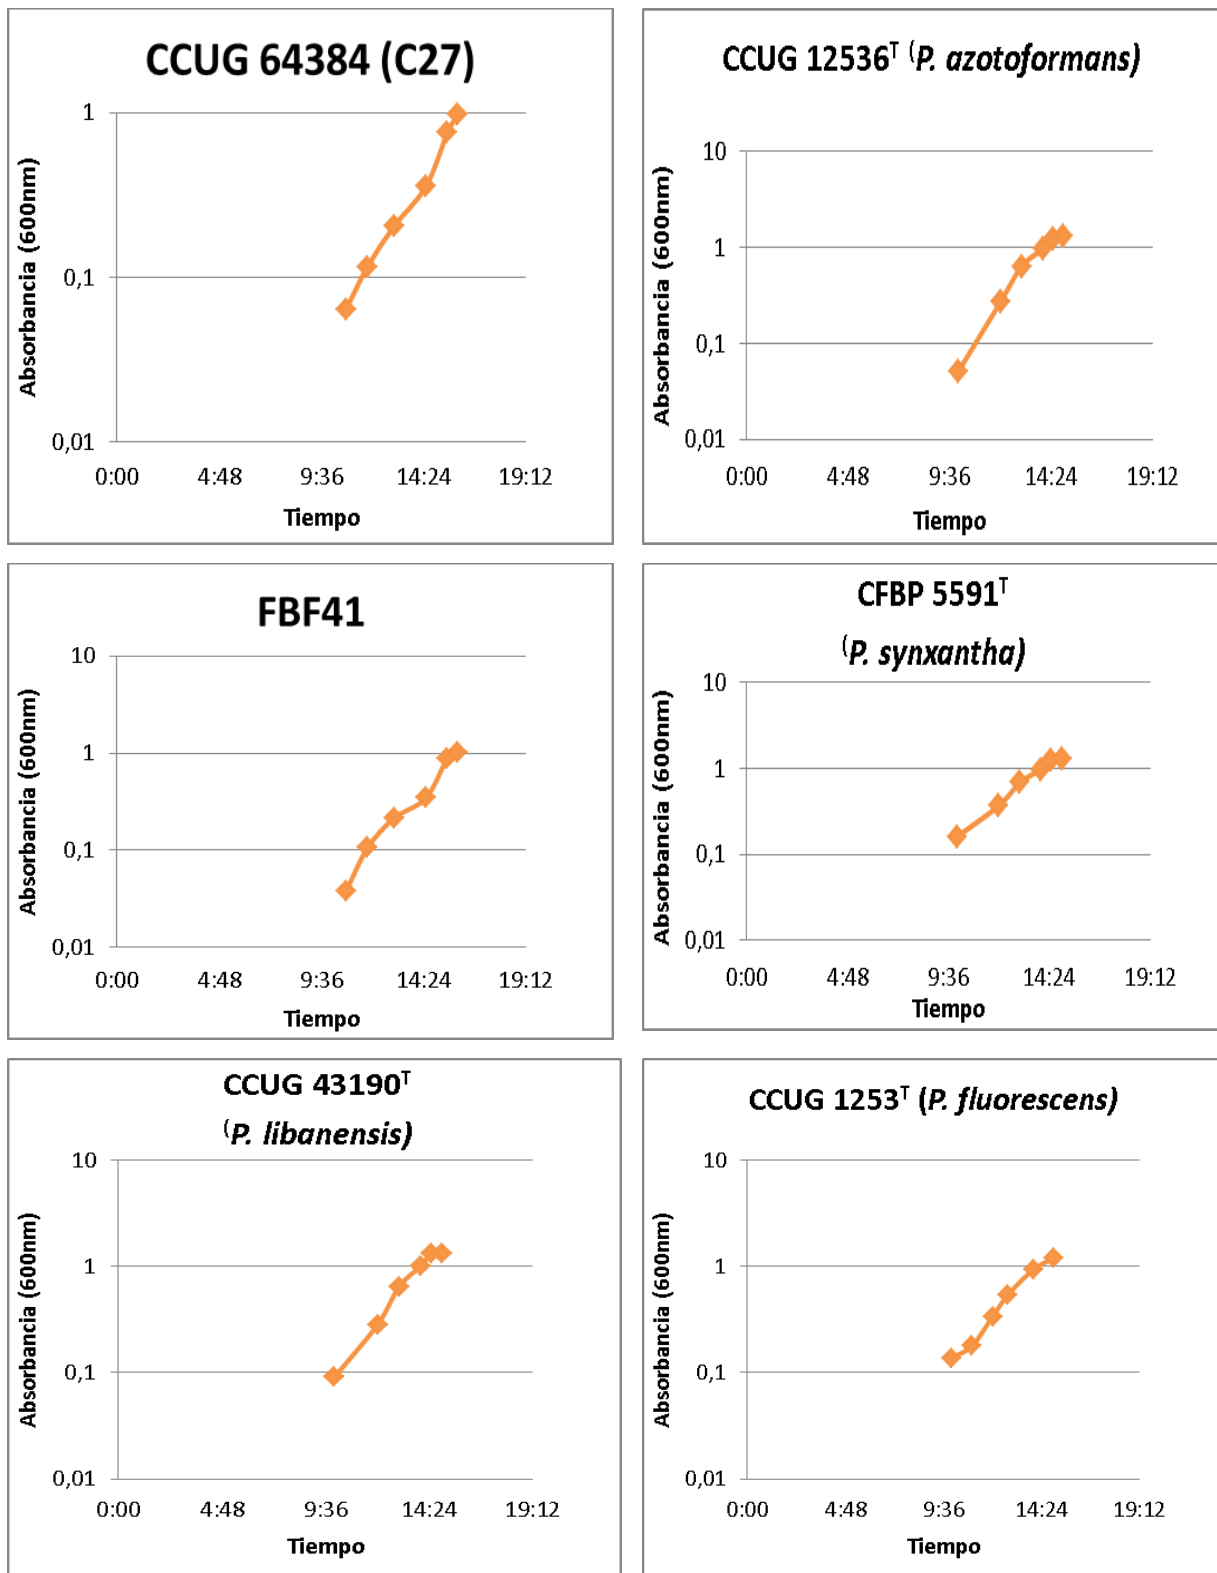 CCUG 64384 (C27)
Absorbancia (600nm)
1
0,1
0,01
0:00 4:48 9:36 14:24 19:12
Tiempo
CCUG 12536ᵀ (P. azotoformans)
Absorbancia (600nm)
10
1
0,1
0,01
0:00 4:48 9:36 14:24 19:12
Tiempo
FBF41
Absorbancia (600nm)
10
1
0,1
0,01
0:00 4:48 9:36 14:24 19:12
Tiempo
CFBP 5591ᵀ
(P. synxantha)
Absorbancia (600nm)
10
1
0,1
0,01
0:00 4:48 9:36 14:24 19:12
Tiempo
CCUG 43190ᵀ
(P. libanensis)
Absorbancia (600nm)
10
1
0,1
0,01
0:00 4:48 9:36 14:24 19:12
Tiempo
CCUG 1253ᵀ (P. fluorescens)
Absorbancia (600nm)
10
1
0,1
0,01
0:00 4:48 9:36 14:24 19:12
Tiempo